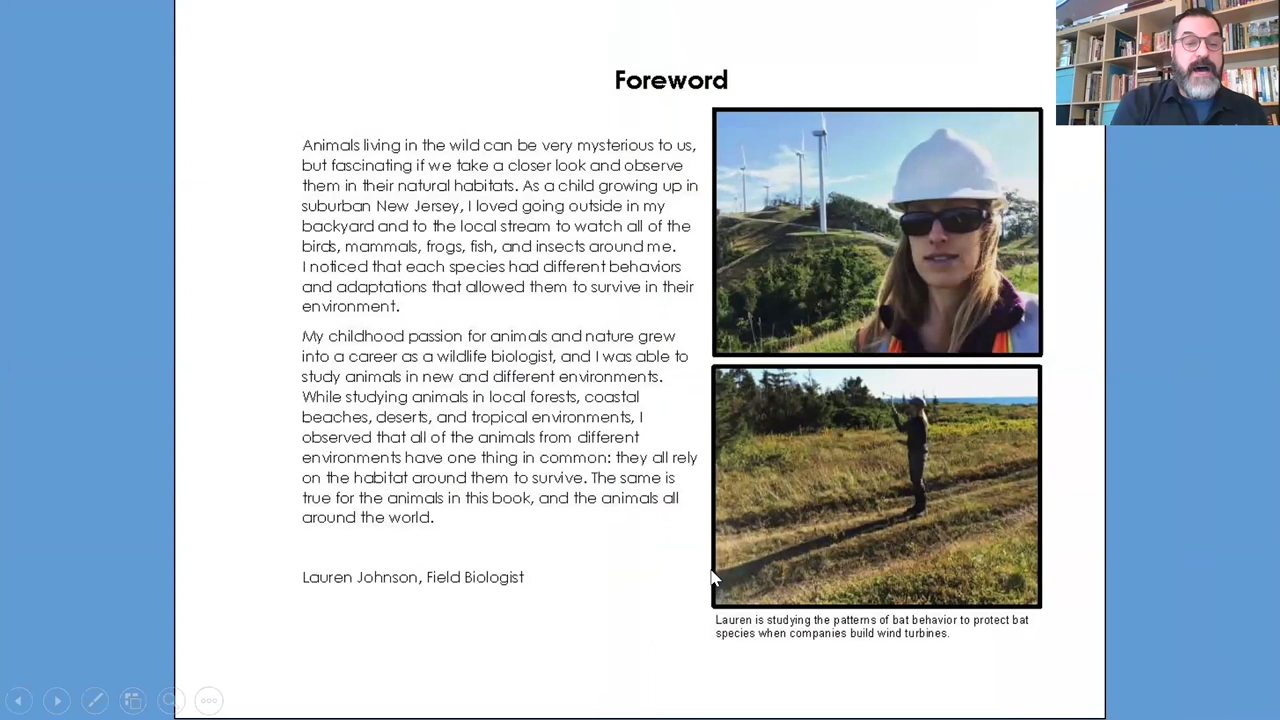 Foreword
Animals living in the wild can be very mysterious to us,
but fascinating if we take a closer look and observe
them in their natural habitats. As a child growing up in
suburban New Jersey, I loved going outside in my
backyard and to the local stream to watch all of the
birds, mammals, frogs, fish, and insects around me.
I noticed that each species had different behaviors
and adaptations that allowed them to survive in their
environment.
My childhood passion for animals and nature grew
into a career as a wildlife biologist, and I was able to
study animals in new and different environments.
While studying animals in local forests, coastal
beaches, deserts, and tropical environments, I
observed that all of the animals from different
environments have one thing in common: they all rely
on the habitat around them to survive. The same is
true for the animals in this book, and the animals all
around the world.
Lauren Johnson, Field Biologist
Lauren is studying the patterns of bat behavior to protect bat
species when companies build wind turbines.